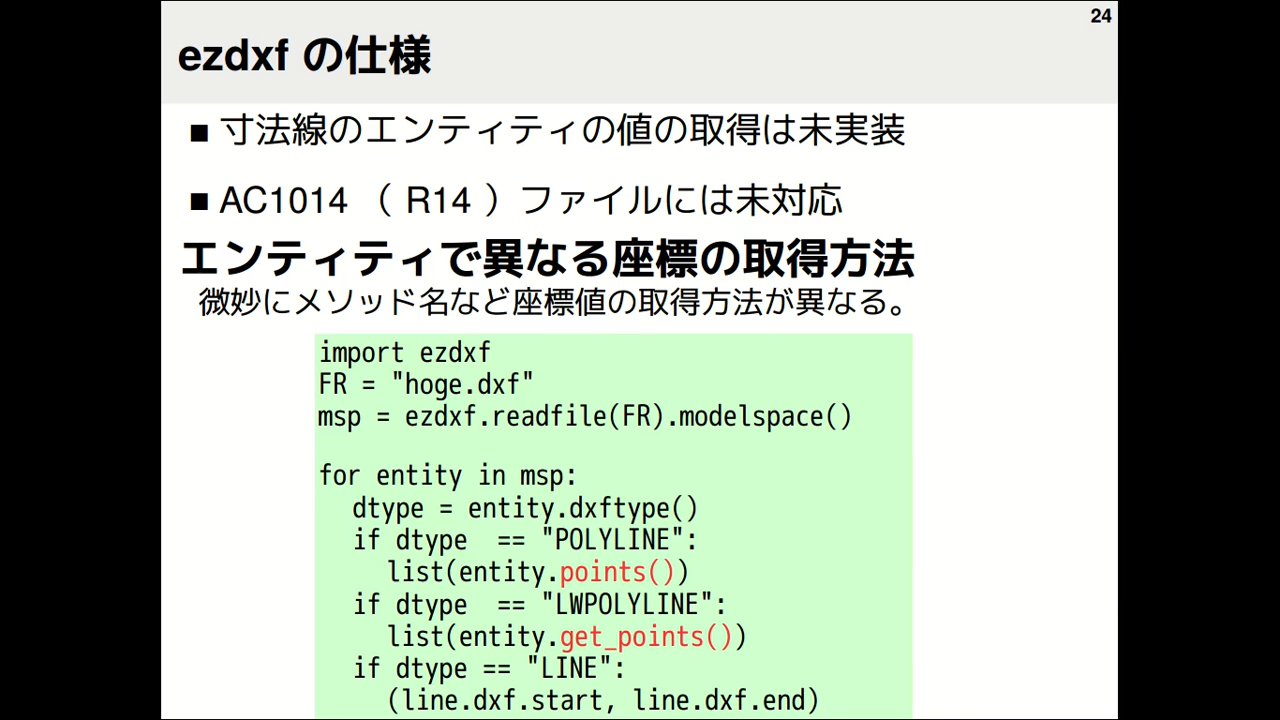 24
ezdxf の仕様
■ 寸法線のエンティティの値の取得は未実装
■ AC1014 （ R14 ）ファイルには未対応
エンティティで異なる座標の取得方法
微妙にメソッド名など座標値の取得方法が異なる。
import ezdxf
FR = "hoge.dxf"
msp = ezdxf.readfile(FR).modelspace()
for entity in msp:
  dtype = entity.dxftype()
  if dtype  == "POLYLINE":
    list(entity.points())
  if dtype  == "LWPOLYLINE":
    list(entity.get_points())
  if dtype == "LINE":
    (line.dxf.start, line.dxf.end)